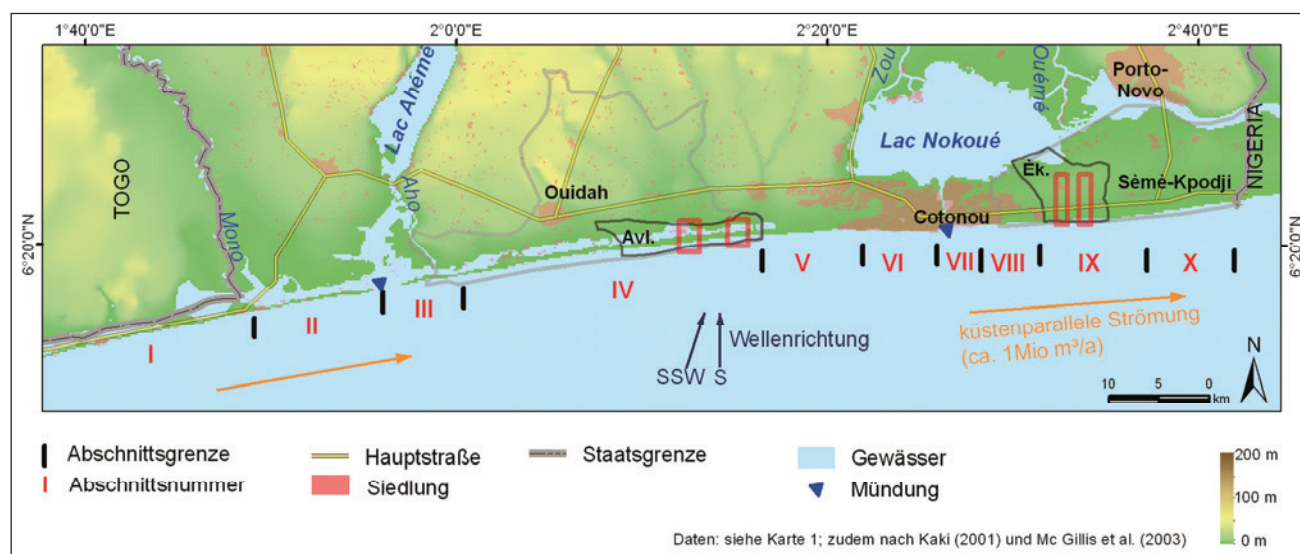 1°40'0"E
2°0'0"E
2°20'0"E
2°40'0"E
6°20'0"N
6°20'0"N
TOGO
Mono
Lac Ahémé
Aho
Ouidah
Avl.
Zou
Lac Nokoué
Ouémé
Porto-
Novo
Èk.
Sèmè-Kpodji
NIGERIA
Cotonou
I
II
III
IV
V
VI
VII
VIII
IX
X
Wellenrichtung
SSW
S
küstenparallele Strömung
(ca. 1Mio m³/a)
N
10 5 0
km
Abschnittsgrenze
I Abschnittsnummer
Hauptstraße
Siedlung
Staatsgrenze
Gewässer
Mündung
200 m
100 m
0 m
Daten: siehe Karte 1; zudem nach Kaki (2001) und Mc Gillis et al. (2003)